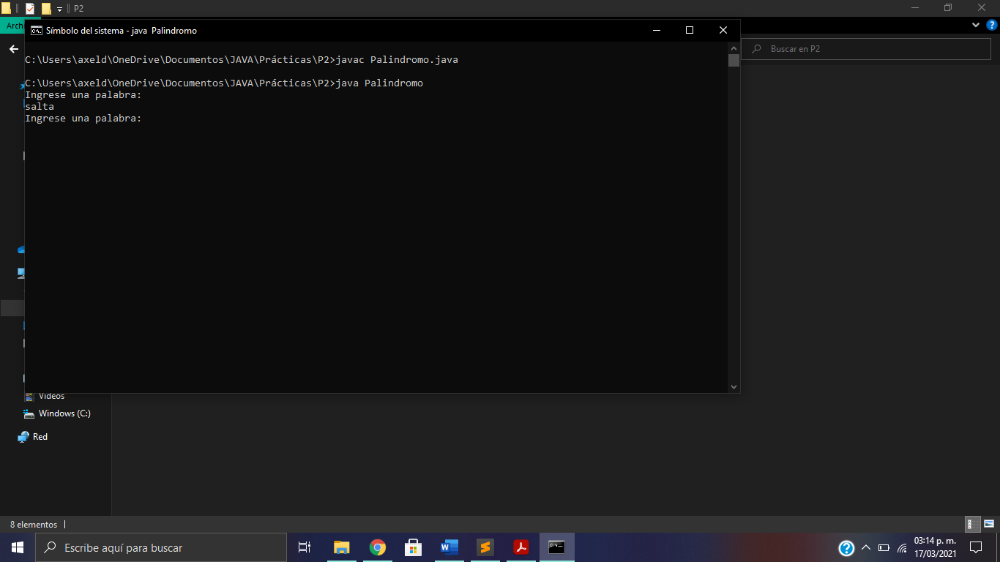 P2
Archi
Símbolo del sistema - java Palindromo
C:\Users\axeld\OneDrive\Documentos\JAVA\Prácticas\P2>javac Palindromo.java
Buscar en P2
C:\Users\axeld\OneDrive\Documentos\JAVA\Prácticas\P2>java Palindromo
Ingrese una palabra:
salta
Ingrese una palabra:
Videos
Windows (C:)
Red
8 elementos
Escribe aquí para buscar
03:14 p. m.
17/03/2021